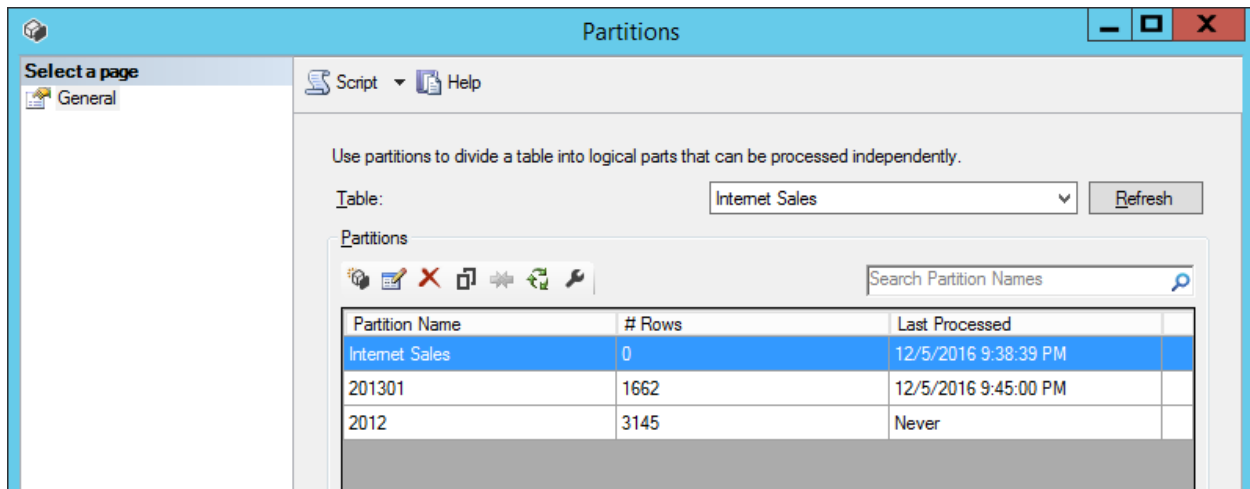 Partitions
Select a page
General
Script
Help
Use partitions to divide a table into logical parts that can be processed independently.
Table:
Internet Sales
Refresh
Partitions
Search Partition Names
Partition Name # Rows Last Processed
Internet Sales 0 12/5/2016 9:38:39 PM
201301 1662 12/5/2016 9:45:00 PM
2012 3145 Never